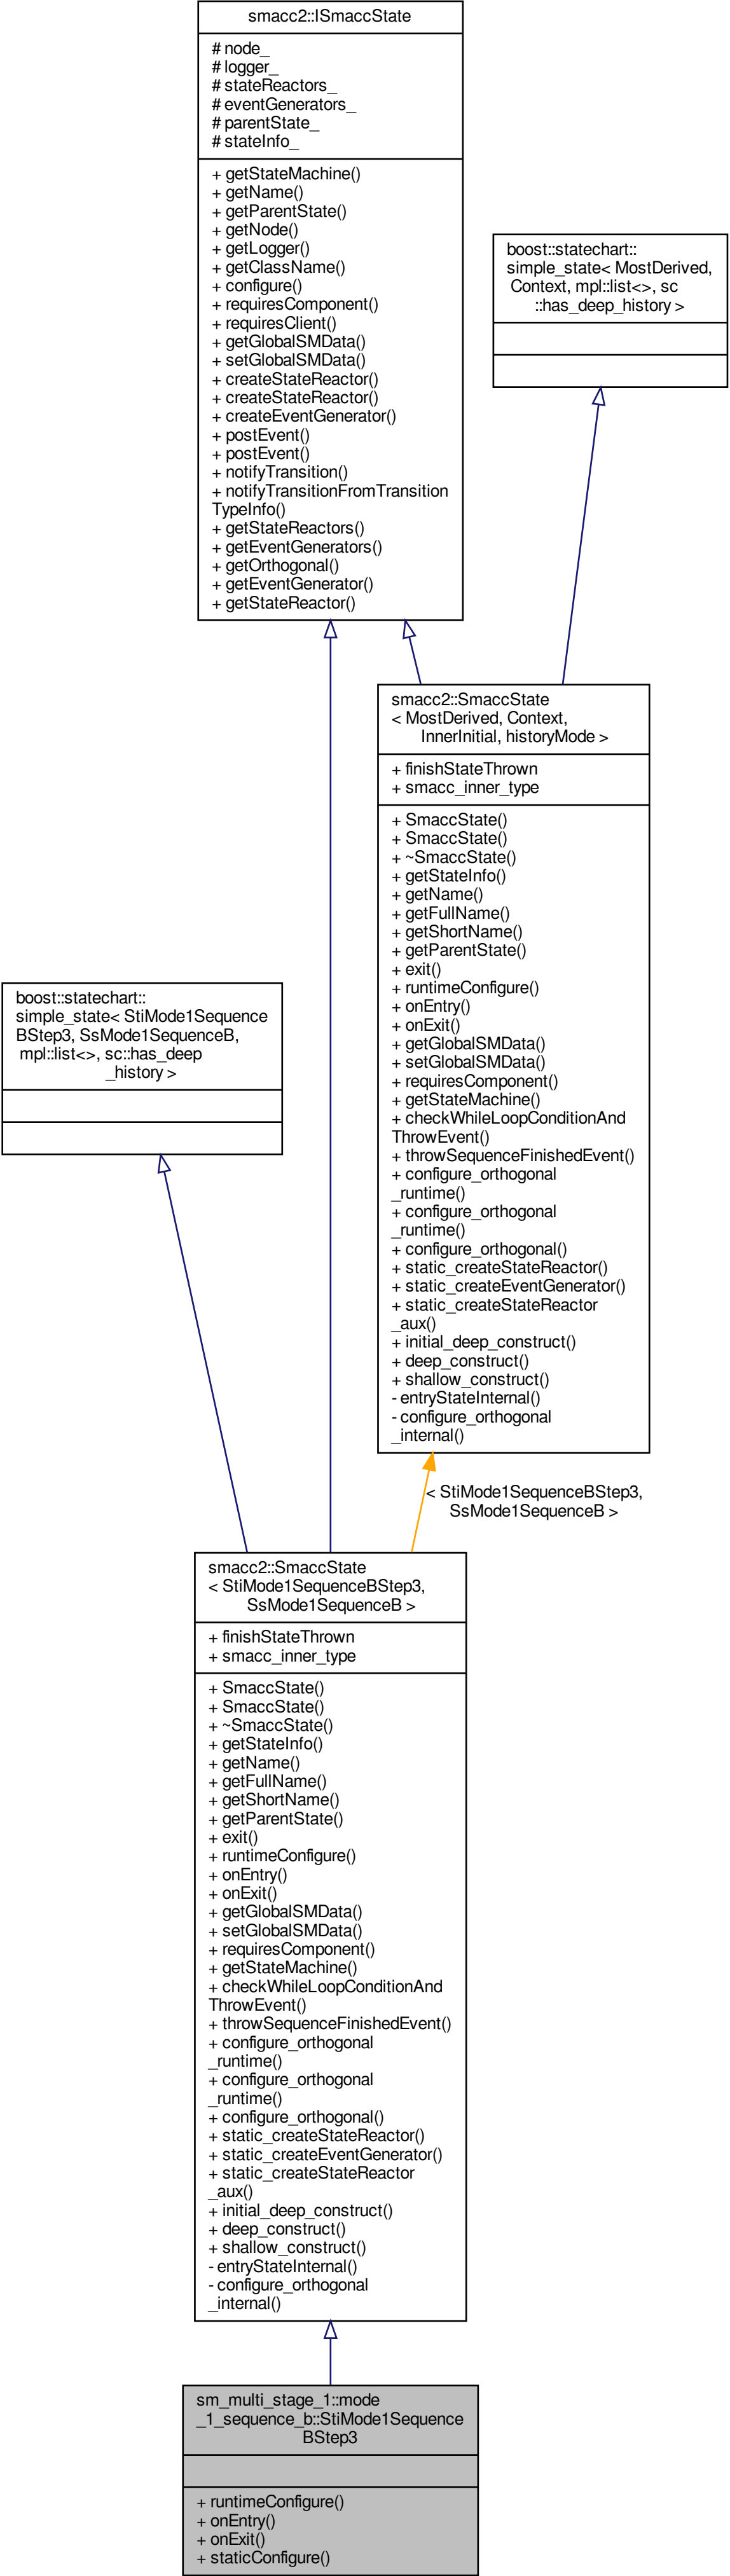 smacc2::ISmaccState
# node_
# logger_
# stateReactors_
# eventGenerators_
# parentState_
# stateInfo_
+ getStateMachine()
+ getName()
+ getParentState()
+ getNode()
+ getLogger()
+ getClassName()
+ configure()
+ requiresComponent()
+ requiresClient()
+ getGlobalSMData()
+ setGlobalSMData()
+ createStateReactor()
+ createStateReactor()
+ createEventGenerator()
+ postEvent()
+ postEvent()
+ notifyTransition()
+ notifyTransitionFromTransition
TypeInfo()
+ getStateReactors()
+ getEventGenerators()
+ getOrthogonal()
+ getEventGenerator()
+ getStateReactor()
boost::statechart::
simple_state< MostDerived,
Context, mpl::list<>, sc
::has_deep_history >
smacc2::SmaccState
< MostDerived, Context,
InnerInitial, historyMode >
+ finishStateThrown
+ smacc_inner_type
+ SmaccState()
+ SmaccState()
+ ~SmaccState()
+ getStateInfo()
+ getName()
+ getFullName()
+ getShortName()
+ getParentState()
+ exit()
+ runtimeConfigure()
+ onEntry()
+ onExit()
+ getGlobalSMData()
+ setGlobalSMData()
+ requiresComponent()
+ getStateMachine()
+ checkWhileLoopConditionAnd
ThrowEvent()
+ throwSequenceFinishedEvent()
+ configure_orthogonal
_runtime()
+ configure_orthogonal
_runtime()
+ configure_orthogonal()
+ static_createStateReactor()
+ static_createEventGenerator()
+ static_createStateReactor
_aux()
+ initial_deep_construct()
+ deep_construct()
+ shallow_construct()
- entryStateInternal()
- configure_orthogonal
_internal()
boost::statechart::
simple_state< StiMode1Sequence
BStep3, SsMode1SequenceB,
mpl::list<>, sc::has_deep
_history >
< StiMode1SequenceBStep3,
SsMode1SequenceB >
smacc2::SmaccState
< StiMode1SequenceBStep3,
SsMode1SequenceB >
+ finishStateThrown
+ smacc_inner_type
+ SmaccState()
+ SmaccState()
+ ~SmaccState()
+ getStateInfo()
+ getName()
+ getFullName()
+ getShortName()
+ getParentState()
+ exit()
+ runtimeConfigure()
+ onEntry()
+ onExit()
+ getGlobalSMData()
+ setGlobalSMData()
+ requiresComponent()
+ getStateMachine()
+ checkWhileLoopConditionAnd
ThrowEvent()
+ throwSequenceFinishedEvent()
+ configure_orthogonal
_runtime()
+ configure_orthogonal
_runtime()
+ configure_orthogonal()
+ static_createStateReactor()
+ static_createEventGenerator()
+ static_createStateReactor
_aux()
+ initial_deep_construct()
+ deep_construct()
+ shallow_construct()
- entryStateInternal()
- configure_orthogonal
_internal()
sm_multi_stage_1::mode
_1_sequence_b::StiMode1Sequence
BStep3
+ runtimeConfigure()
+ onEntry()
+ onExit()
+ staticConfigure()